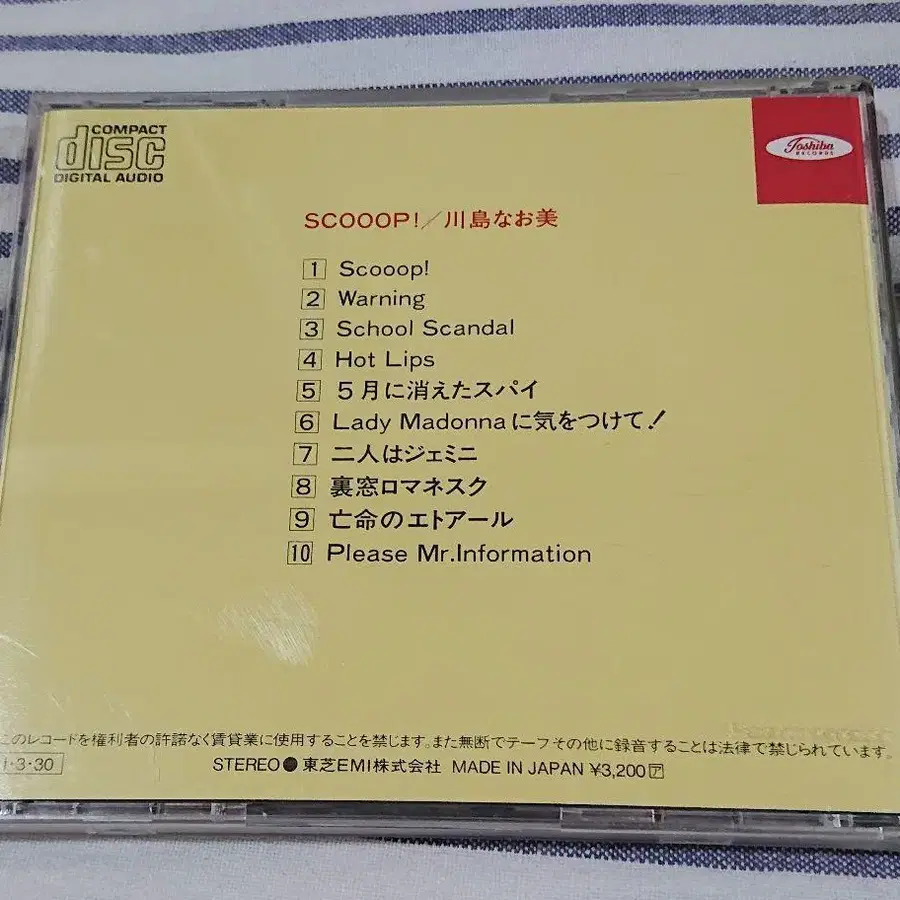 COMPACT
disc
DIGITAL AUDIO
Toshiba
RECORDS
SCOOOP!／川島なお美
1 Scooop!
2 Warning
3 School Scandal
4 Hot Lips
5 5月に消えたスパイ
6 Lady Madonnaに気をつけて！
7 二人はジェミニ
8 裏窓ロマネスク
9 亡命のエトアール
10 Please Mr.Information
このレコードを権利者の許諾なく賃貸業に使用することを禁じます。また無断でテープその他に録音することは法律で禁じられています。
1・3・30
STEREO●東芝EMI株式会社 MADE IN JAPAN ¥3,200ア